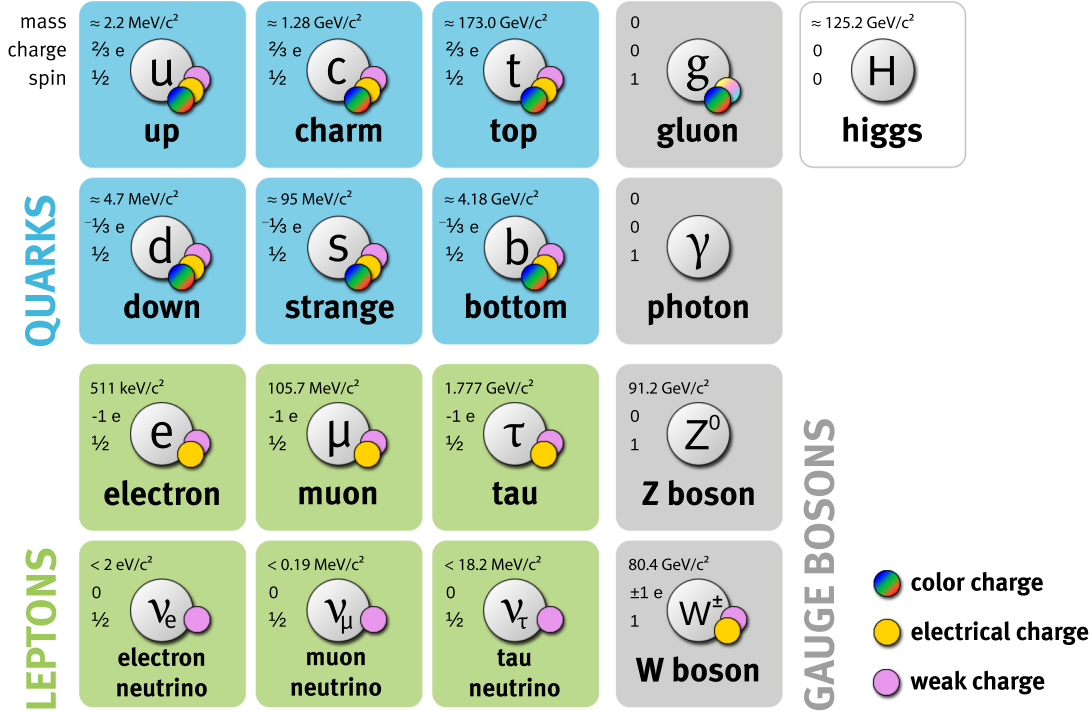 mass
charge
spin
≈ 2.2 MeV/c²
⅔ e
½
u
up
≈ 1.28 GeV/c²
⅔ e
½
c
charm
≈ 173.0 GeV/c²
⅔ e
½
t
top
0
0
1
g
gluon
≈ 125.2 GeV/c²
0
0
H
higgs
QUARKS
≈ 4.7 MeV/c²
−⅓ e
½
d
down
≈ 95 MeV/c²
−⅓ e
½
s
strange
≈ 4.18 GeV/c²
−⅓ e
½
b
bottom
0
0
1
γ
photon
LEPTONS
511 keV/c²
-1 e
½
e
electron
105.7 MeV/c²
-1 e
½
μ
muon
1.777 GeV/c²
-1 e
½
τ
tau
91.2 GeV/c²
0
1
Z⁰
Z boson
< 2 eV/c²
0
½
νe
electron
neutrino
< 0.19 MeV/c²
0
½
νμ
muon
neutrino
< 18.2 MeV/c²
0
½
ντ
tau
neutrino
80.4 GeV/c²
±1 e
1
W±
W boson
GAUGE BOSONS
color charge
electrical charge
weak charge